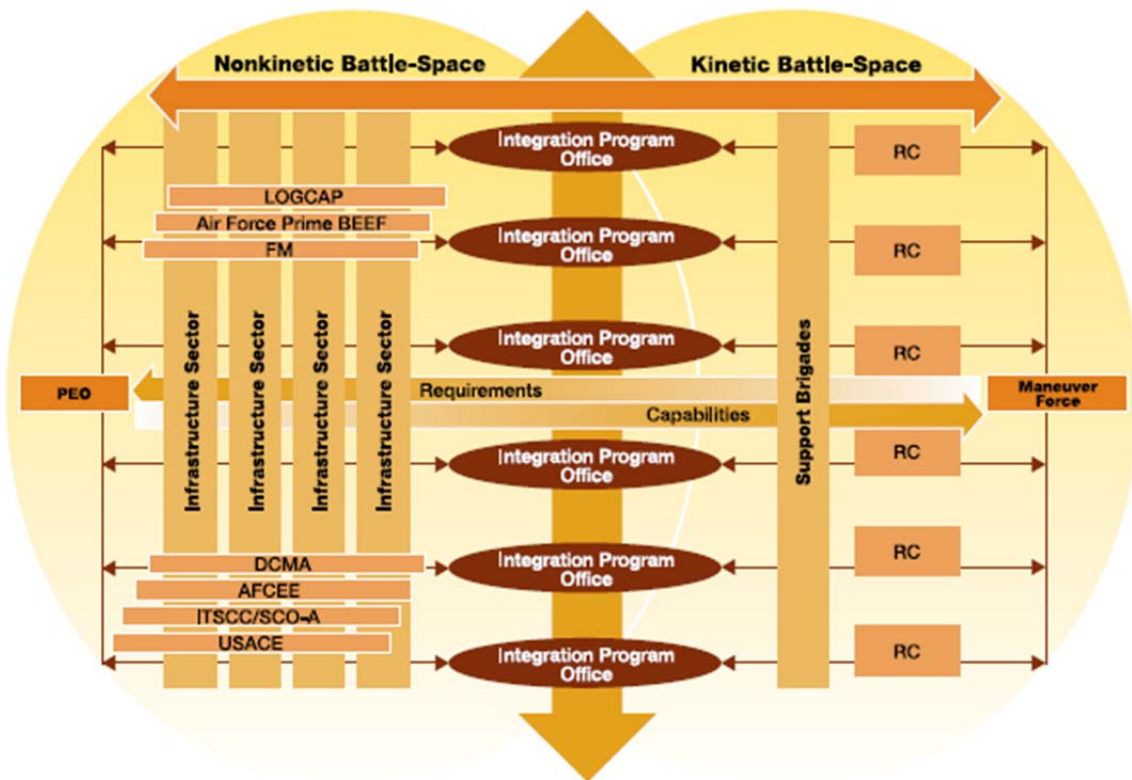 Nonkinetic Battle-Space
Kinetic Battle-Space
Integration Program
Office
RC
LOGCAP
Air Force Prime BEEF
FM
Integration Program
Office
RC
Infrastructure Sector
Infrastructure Sector
Infrastructure Sector
Infrastructure Sector
Integration Program
Office
Support Brigades
RC
PEO
Requirements
Capabilities
Maneuver
Force
Integration Program
Office
RC
DCMA
AFCEE
ITSCC/SCO-A
USACE
Integration Program
Office
RC
Integration Program
Office
RC